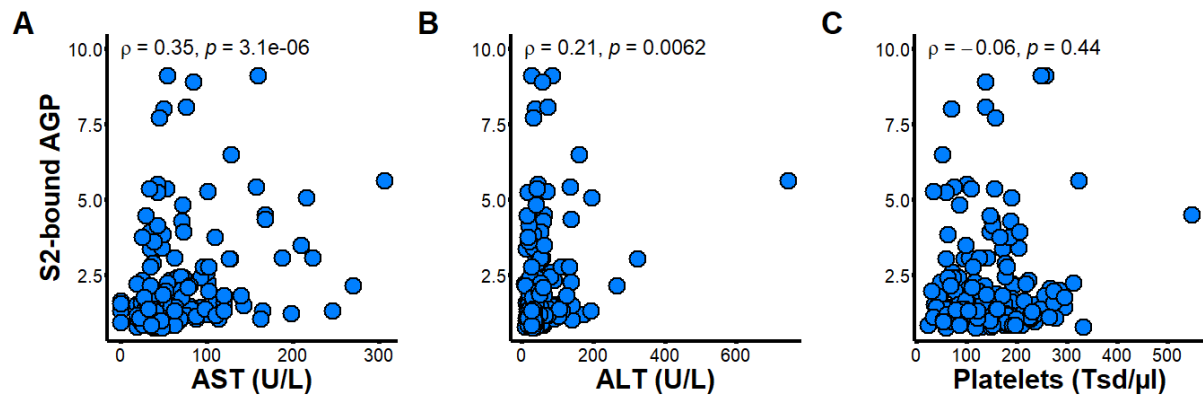 A
B
C
ρ = 0.35, p = 3.1e-06
ρ = 0.21, p = 0.0062
ρ = −0.06, p = 0.44
S2-bound AGP
10.0
7.5
5.0
2.5
10.0
7.5
5.0
2.5
10.0
7.5
5.0
2.5
0 100 200 300
0 200 400 600
0 100 200 300 500
AST (U/L)
ALT (U/L)
Platelets (Tsd/µl)